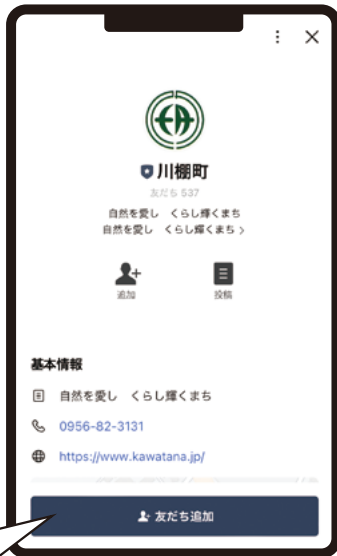 川棚町
友だち 537
自然を愛し　くらし輝くまち
自然を愛し　くらし輝くまち >
追加
投稿
基本情報
自然を愛し　くらし輝くまち
0956-82-3131
https://www.kawatana.jp/
友だち追加